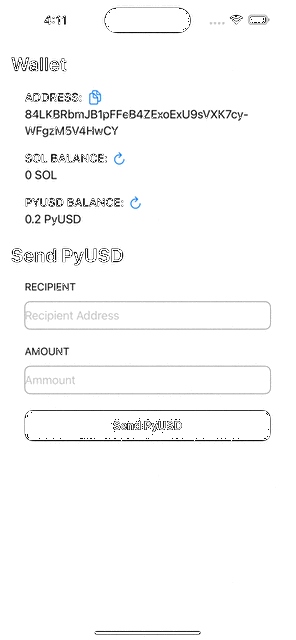 4:11
Wallet
ADDRESS:
84LKBRbmJB1pFFeB4ZExoExU9sVXK7cy-
WFgzM5V4HwCY
SOL BALANCE:
0 SOL
PYUSD BALANCE:
0.2 PyUSD
Send PyUSD
RECIPIENT
Recipient Address
AMOUNT
Ammount
Send PyUSD